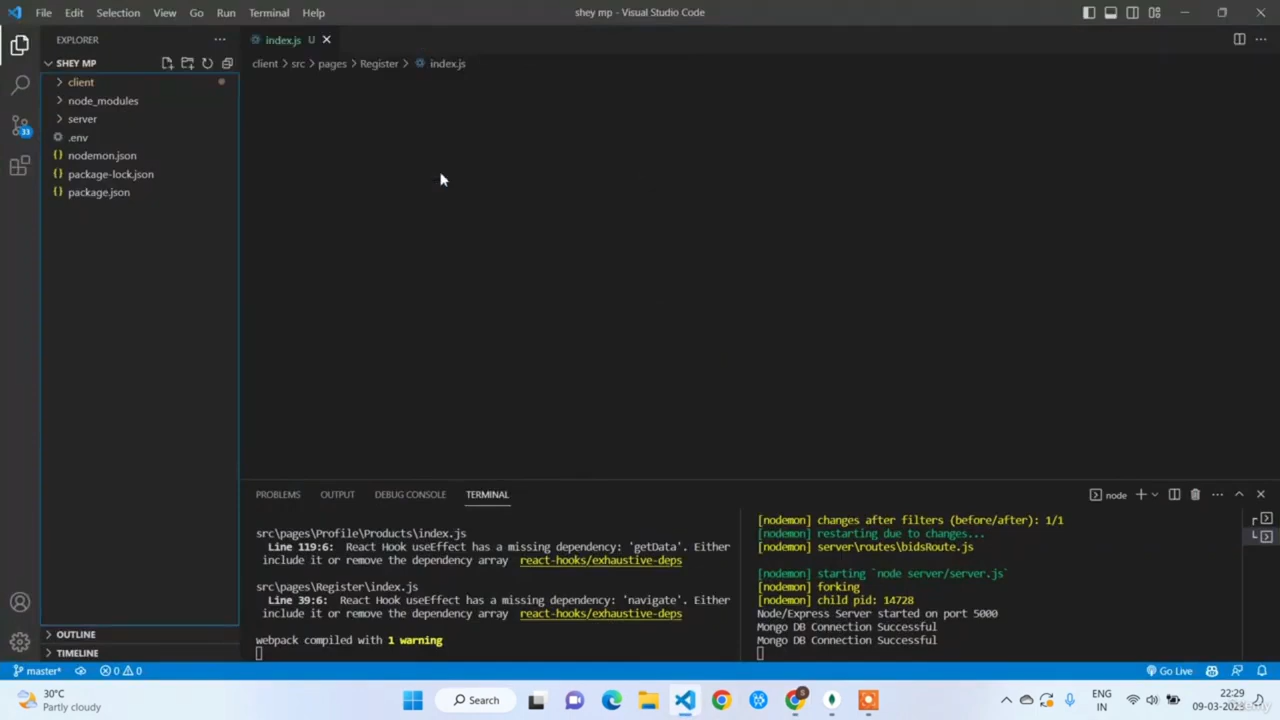 File Edit Selection View Go Run Terminal Help
shey mp - Visual Studio Code
EXPLORER
SHEY MP
client
node_modules
server
.env
nodemon.json
package-lock.json
package.json
OUTLINE
TIMELINE
33
index.js U
client > src > pages > Register > index.js
PROBLEMS OUTPUT DEBUG CONSOLE TERMINAL
node
src\pages\Profile\Products\index.js
Line 119:6: React Hook useEffect has a missing dependency: 'getData'. Either
include it or remove the dependency array react-hooks/exhaustive-deps
src\pages\Register\index.js
Line 39:6: React Hook useEffect has a missing dependency: 'navigate'. Either
include it or remove the dependency array react-hooks/exhaustive-deps
webpack compiled with 1 warning
[nodemon] changes after filters (before/after): 1/1
[nodemon] restarting due to changes...
[nodemon] server\routes\bidsRoute.js
[nodemon] starting `node server/server.js`
[nodemon] forking
[nodemon] child pid: 14728
Node/Express Server started on port 5000
Mongo DB Connection Successful
Mongo DB Connection Successful
master* 0 0
Go Live
30°C
Partly cloudy
Search
ENG
IN
22:29